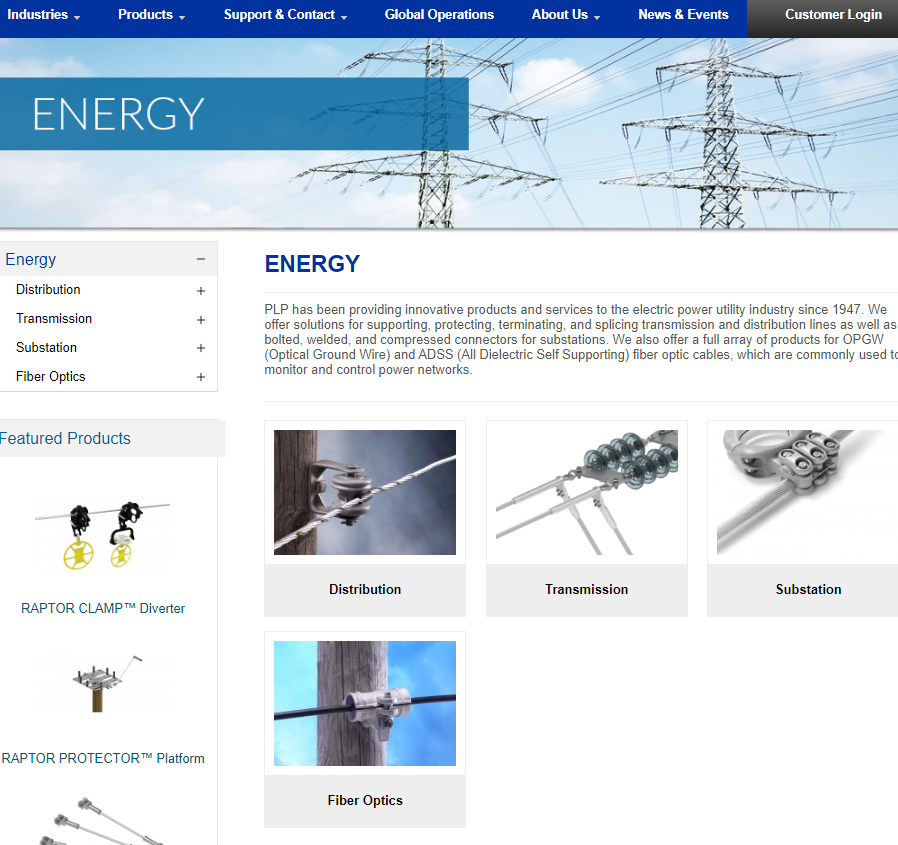 Industries
Products
Support & Contact
Global Operations
About Us
News & Events
Customer Login
ENERGY
Energy
Distribution
Transmission
Substation
Fiber Optics
Featured Products
RAPTOR CLAMP™ Diverter
RAPTOR PROTECTOR™ Platform
ENERGY
PLP has been providing innovative products and services to the electric power utility industry since 1947. We
offer solutions for supporting, protecting, terminating, and splicing transmission and distribution lines as well as
bolted, welded, and compressed connectors for substations. We also offer a full array of products for OPGW
(Optical Ground Wire) and ADSS (All Dielectric Self Supporting) fiber optic cables, which are commonly used to
monitor and control power networks.
Distribution
Transmission
Substation
Fiber Optics